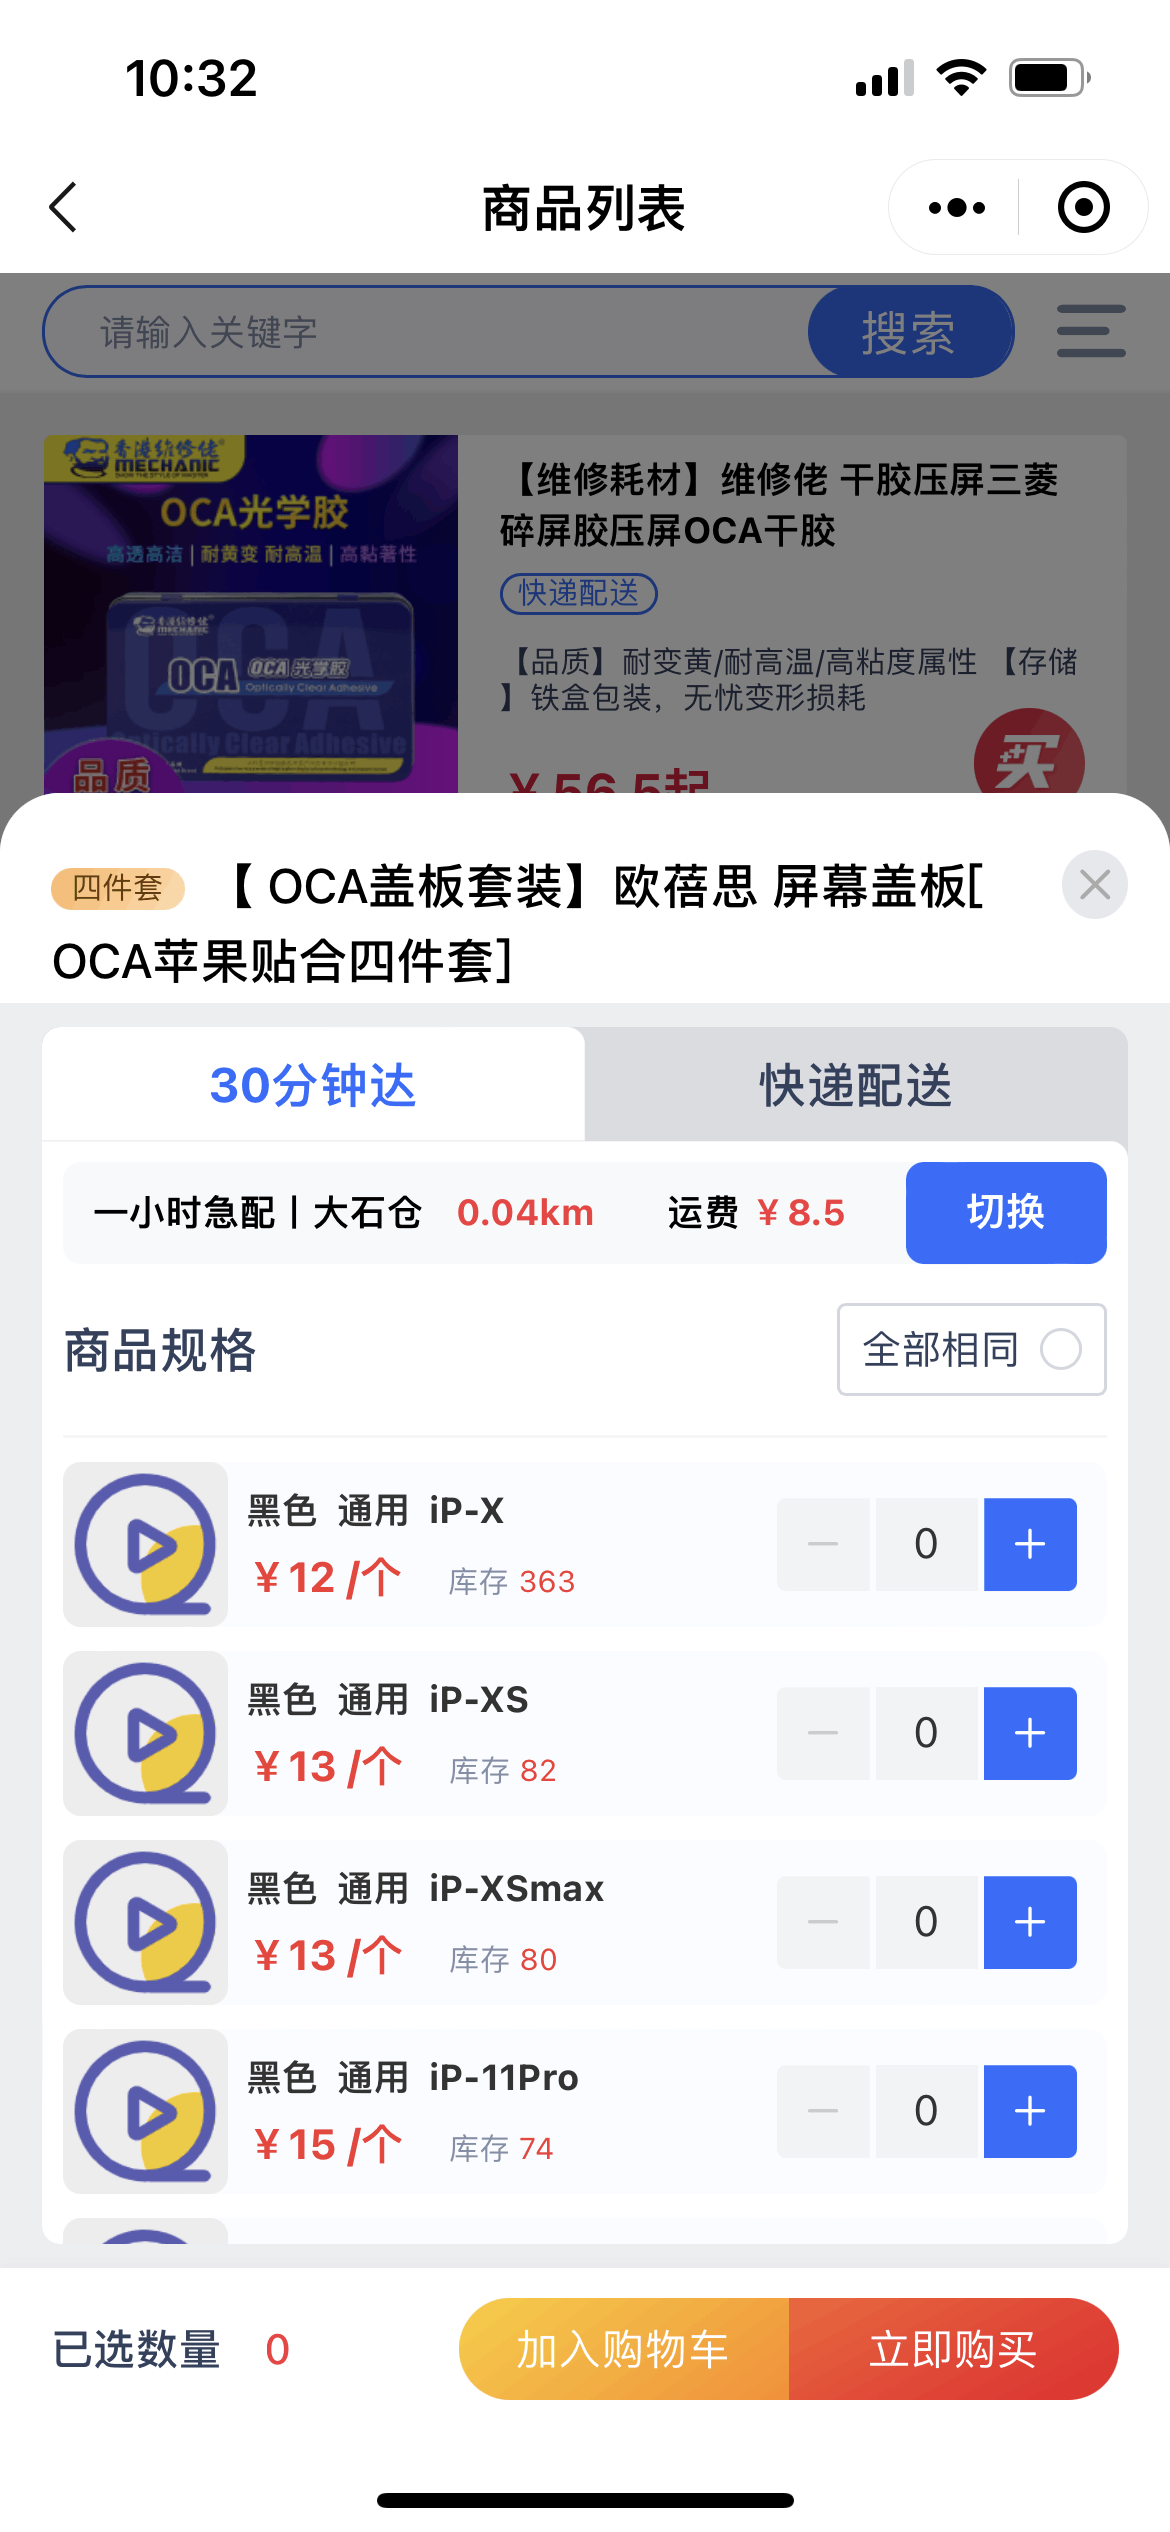 10:32
商品列表
请输入关键字
搜索
香港维修佬
MECHANIC
OCA光学胶
高透高洁 | 耐黄变 耐高温 | 高黏著性
香港维修佬
MECHANIC
OCA
OCA OCA光学胶
Optically Clear Adhesive
Optically Clear Adhesive
品质
【维修耗材】维修佬 干胶压屏三菱
碎屏胶压屏OCA干胶
快递配送
【品质】耐变黄/耐高温/高粘度属性 【存储
】铁盒包装，无忧变形损耗
¥ 56.5起
买
四件套 【 OCA盖板套装】欧蓓思 屏幕盖板[
OCA苹果贴合四件套]
30分钟达
快递配送
一小时急配丨大石仓 0.04km 运费 ¥ 8.5
切换
商品规格
全部相同
黑色 通用 iP-X
¥ 12 /个 库存 363
0
黑色 通用 iP-XS
¥ 13 /个 库存 82
0
黑色 通用 iP-XSmax
¥ 13 /个 库存 80
0
黑色 通用 iP-11Pro
¥ 15 /个 库存 74
0
已选数量 0
加入购物车
立即购买